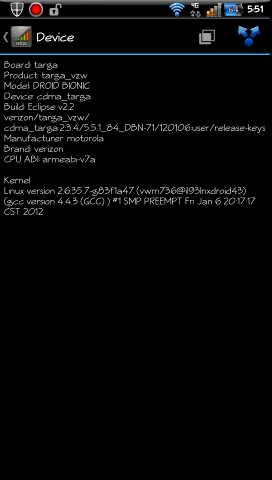 4G
64
5:51
setcpu
Device
Board: targa
Product: targa_vzw
Model: DROID BIONIC
Device: cdma_targa
Build: Eclipse v2.2
verizon/targa_vzw/
cdma_targa:2.3.4/5.5.1_84_DBN-71/120106:user/release-keys
Manufacturer: motorola
Brand: verizon
CPU ABI: armeabi-v7a
Kernel
Linux version 2.6.35.7-g83f1a47 (vwm736@il93lnxdroid43)
(gcc version 4.4.3 (GCC) ) #1 SMP PREEMPT Fri Jan 6 20:17:17
CST 2012